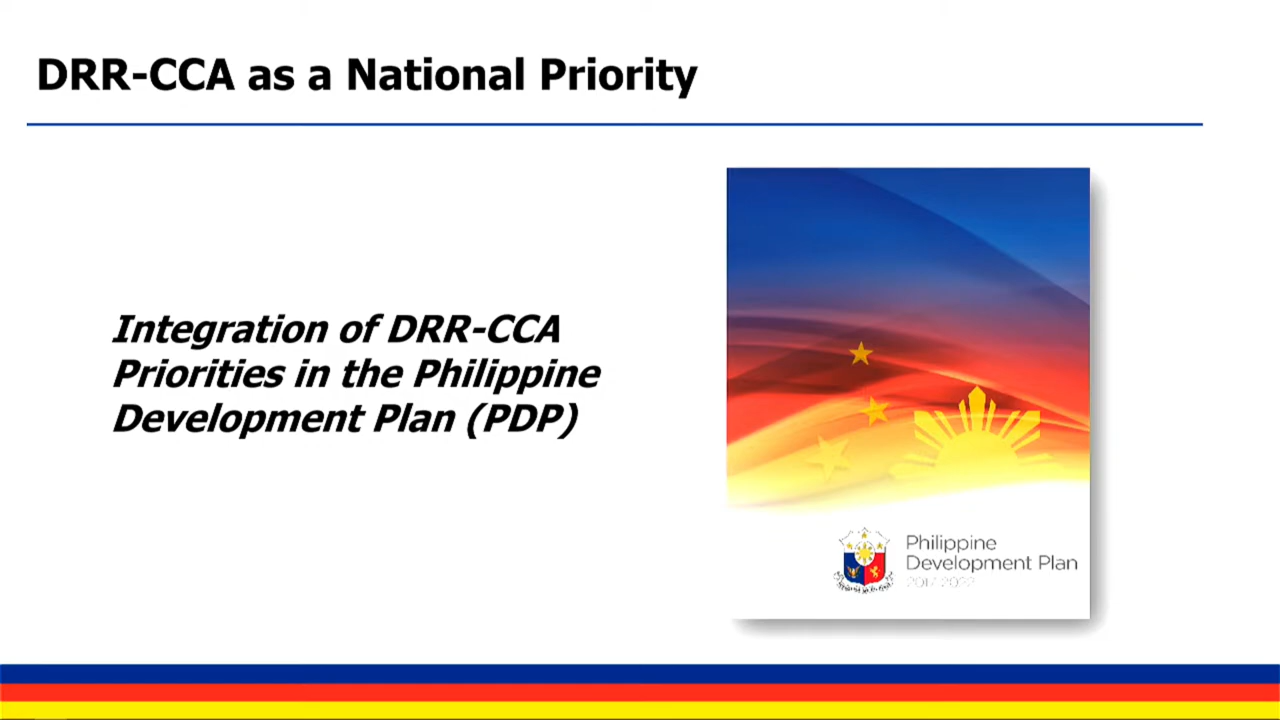 DRR-CCA as a National Priority
Integration of DRR-CCA
Priorities in the Philippine
Development Plan (PDP)
Philippine
Development Plan